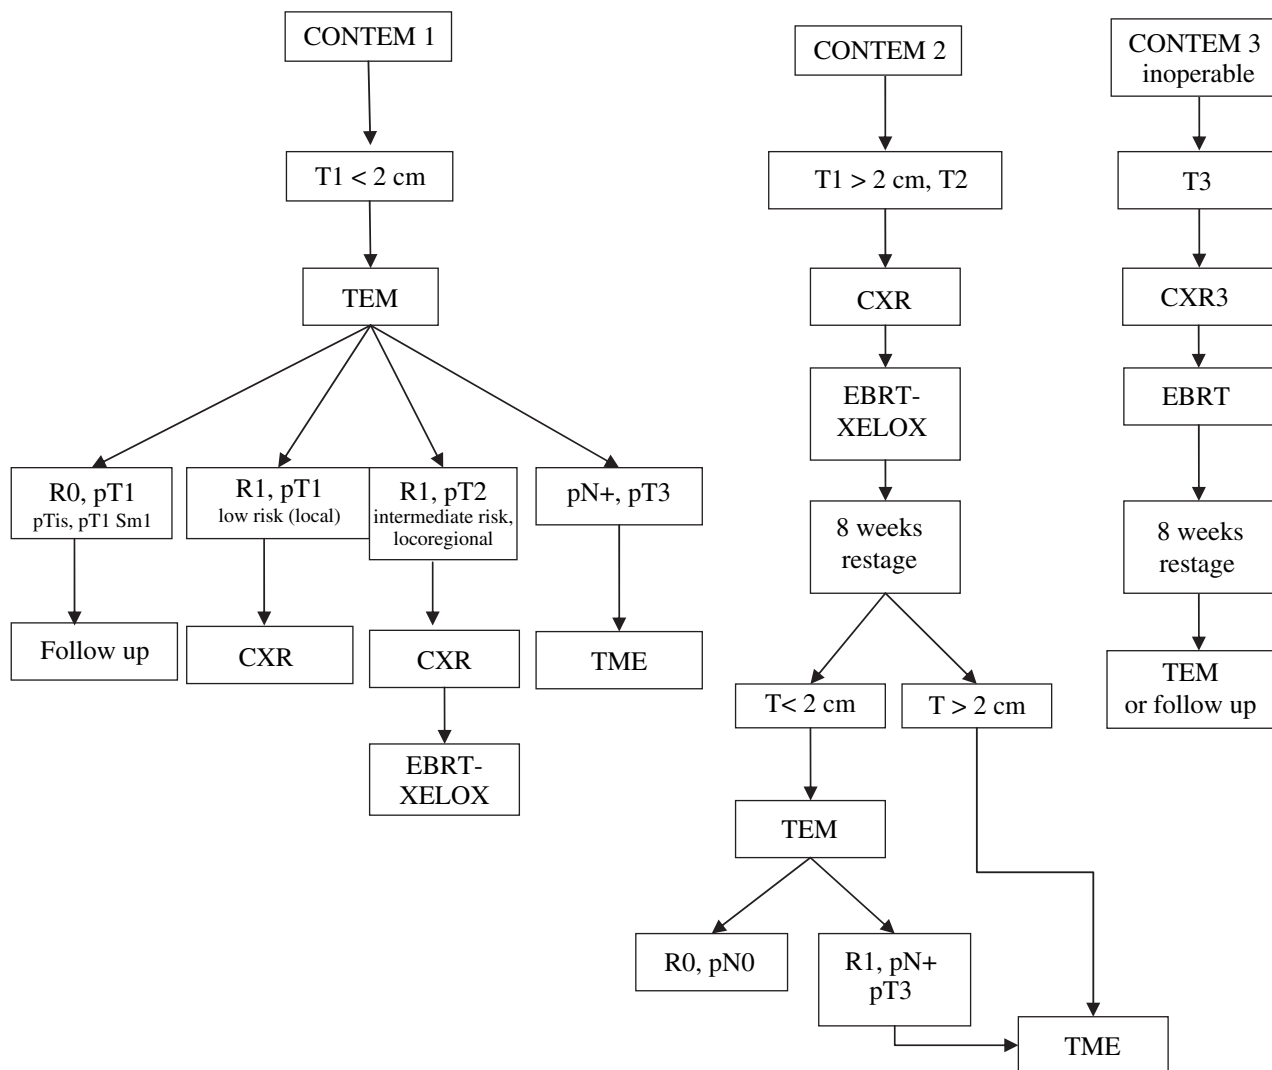 CONTEM 1
T1 < 2 cm
TEM
R0, pT1
pTis, pT1 Sm1
Follow up
R1, pT1
low risk (local)
CXR
R1, pT2
intermediate risk,
locoregional
CXR
EBRT-
XELOX
pN+, pT3
TME
CONTEM 2
T1 > 2 cm, T2
CXR
EBRT-
XELOX
8 weeks
restage
T< 2 cm
T > 2 cm
TEM
R0, pN0
R1, pN+
pT3
TME
CONTEM 3
inoperable
T3
CXR3
EBRT
8 weeks
restage
TEM
or follow up